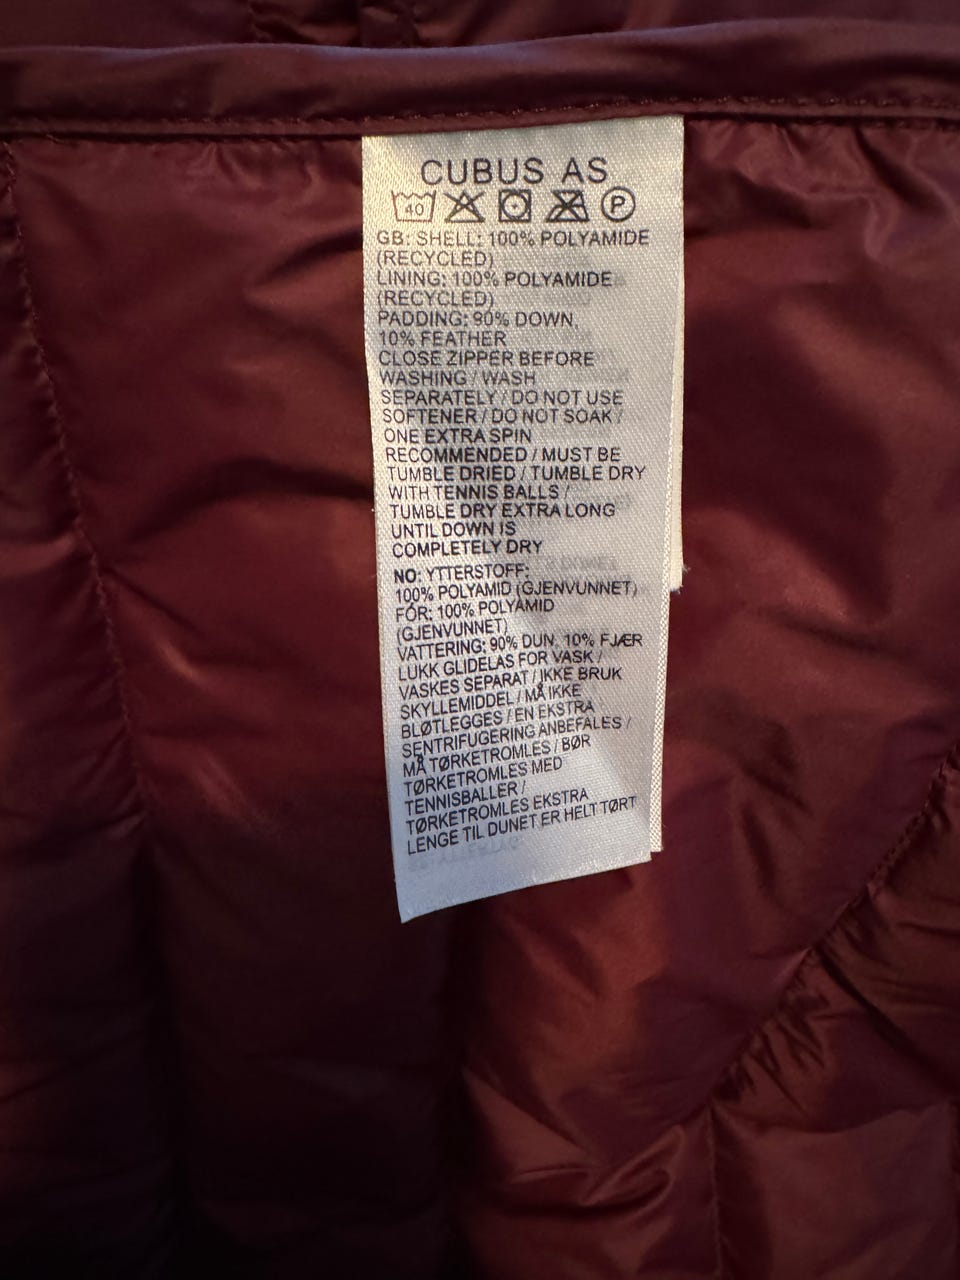 CUBUS AS
40 P
GB: SHELL: 100% POLYAMIDE
(RECYCLED)
LINING: 100% POLYAMIDE
(RECYCLED)
PADDING: 90% DOWN,
10% FEATHER
CLOSE ZIPPER BEFORE
WASHING / WASH
SEPARATELY / DO NOT USE
SOFTENER / DO NOT SOAK /
ONE EXTRA SPIN
RECOMMENDED / MUST BE
TUMBLE DRIED / TUMBLE DRY
WITH TENNIS BALLS /
TUMBLE DRY EXTRA LONG
UNTIL DOWN IS
COMPLETELY DRY
NO: YTTERSTOFF:
100% POLYAMID (GJENVUNNET)
FÓR: 100% POLYAMID
(GJENVUNNET)
VATTERING: 90% DUN, 10% FJÆR
LUKK GLIDELAS FOR VASK /
VASKES SEPARAT / IKKE BRUK
SKYLLEMIDDEL / MÅ IKKE
BLØTLEGGES / EN EKSTRA
SENTRIFUGERING ANBEFALES /
MÅ TØRKETROMLES / BØR
TØRKETROMLES MED
TENNISBALLER /
TØRKETROMLES EKSTRA
LENGE TIL DUNET ER HELT TØRT